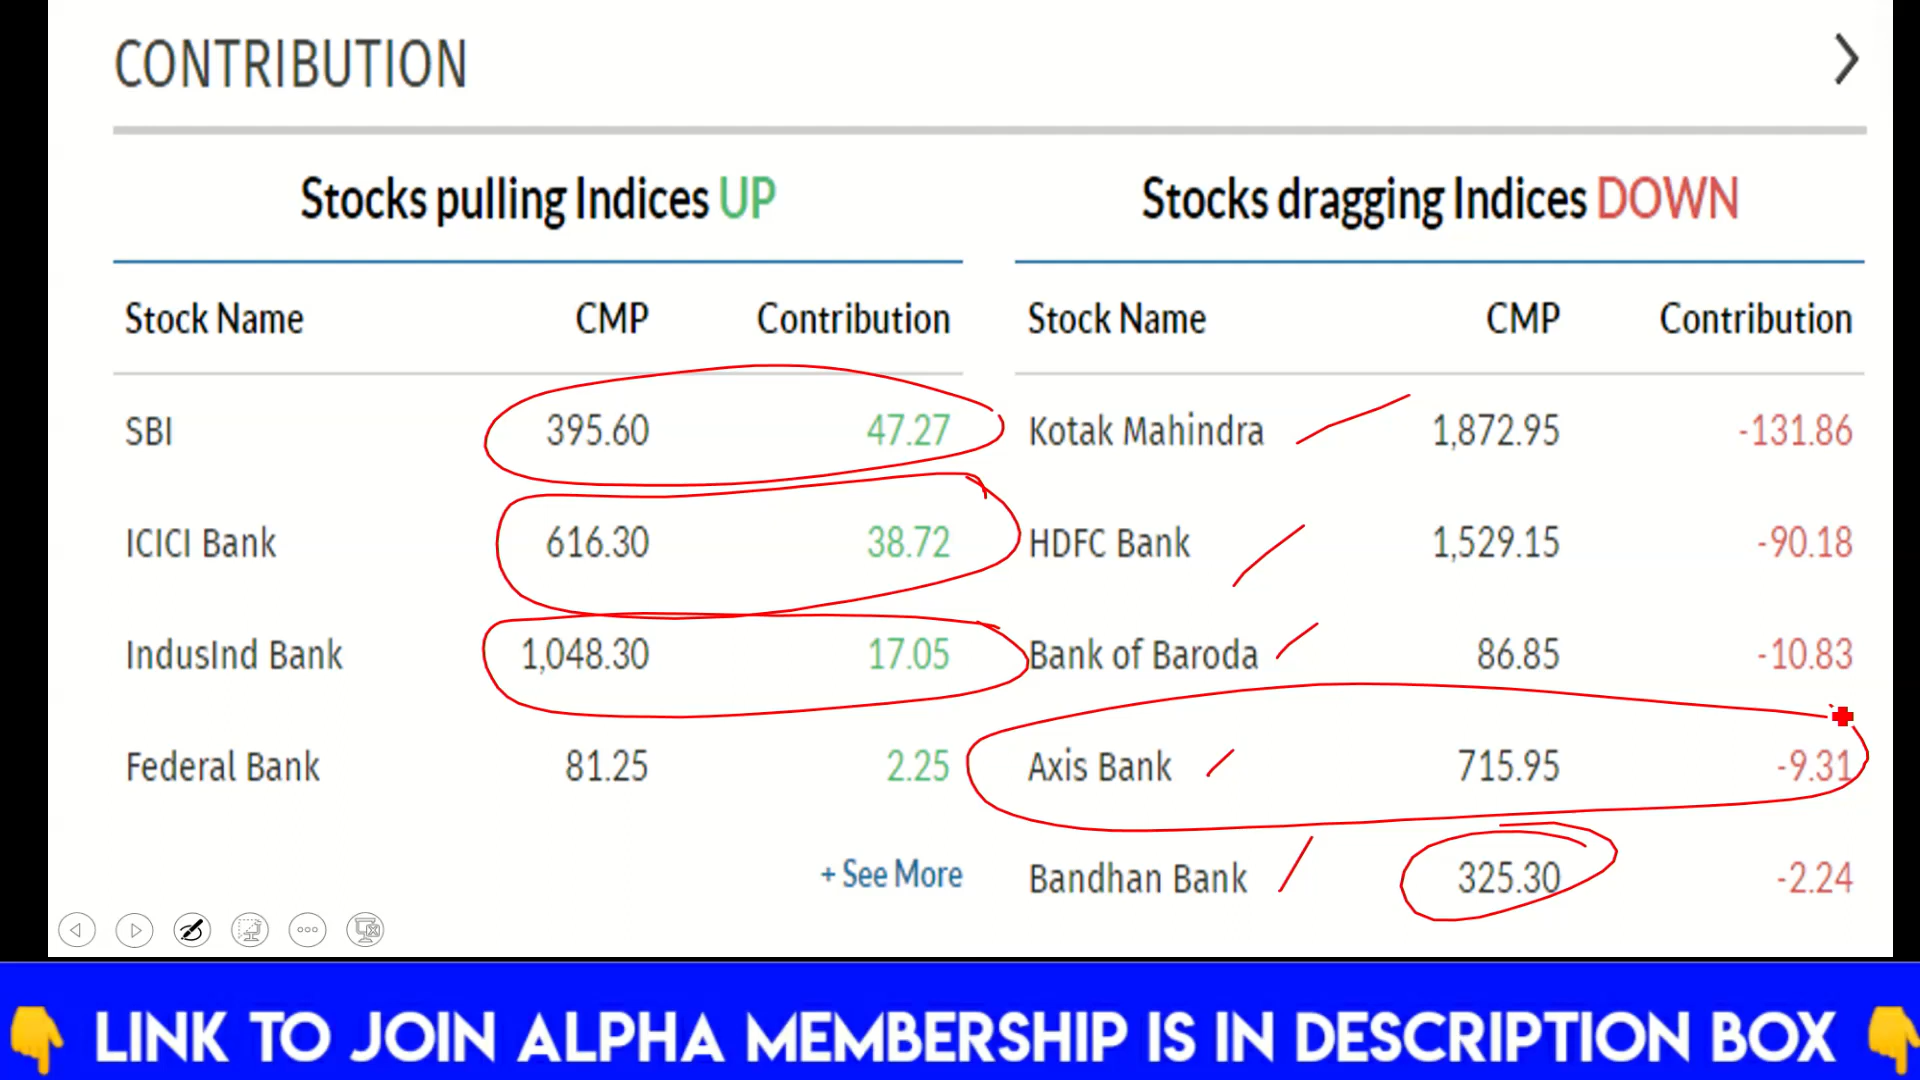 CONTRIBUTION
Stocks pulling Indices UP
Stock Name CMP Contribution
SBI 395.60 47.27
ICICI Bank 616.30 38.72
IndusInd Bank 1,048.30 17.05
Federal Bank 81.25 2.25
+ See More
Stocks dragging Indices DOWN
Stock Name CMP Contribution
Kotak Mahindra 1,872.95 -131.86
HDFC Bank 1,529.15 -90.18
Bank of Baroda 86.85 -10.83
Axis Bank 715.95 -9.31
Bandhan Bank 325.30 -2.24
LINK TO JOIN ALPHA MEMBERSHIP IS IN DESCRIPTION BOX